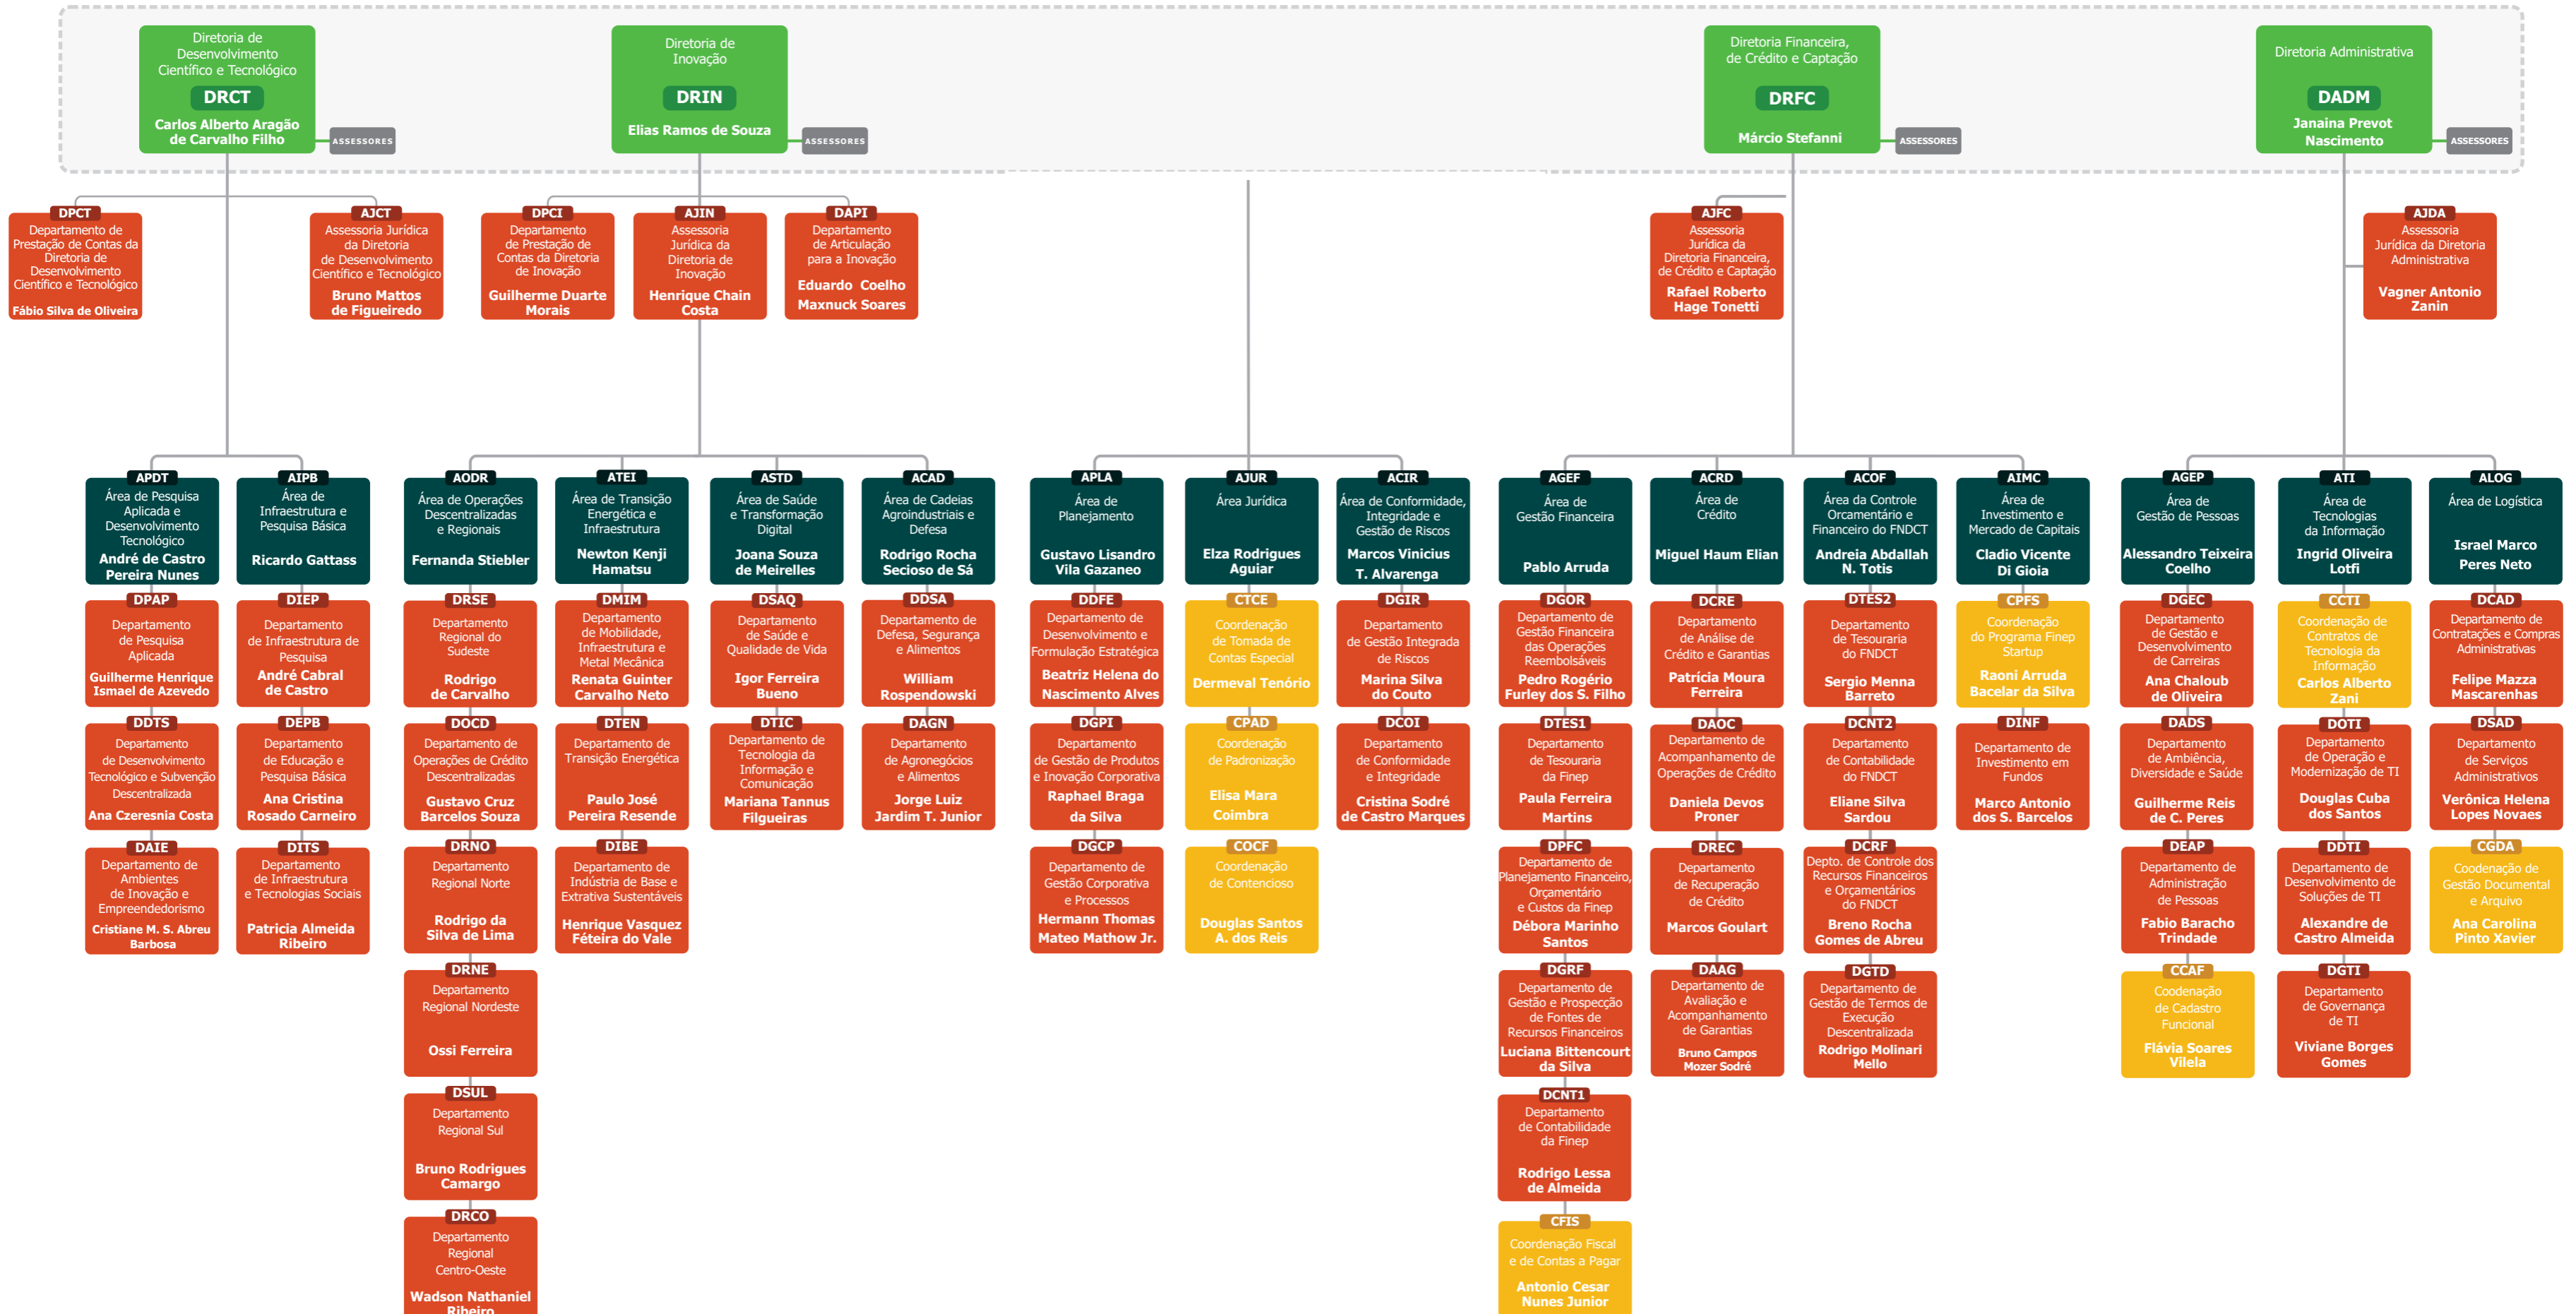 Diretoria de
Desenvolvimento
Científico e Tecnológico
DRCT
Carlos Alberto Aragão
de Carvalho Filho
ASSESSORES
Diretoria de
Inovação
DRIN
Elias Ramos de Souza
ASSESSORES
Diretoria Financeira,
de Crédito e Captação
DRFC
Márcio Stefanni
ASSESSORES
Diretoria Administrativa
DADM
Janaina Prevot
Nascimento
ASSESSORES
DPCT
Departamento de
Prestação de Contas da
Diretoria de
Desenvolvimento
Científico e Tecnológico
Fábio Silva de Oliveira
AJCT
Assessoria Jurídica
da Diretoria
de Desenvolvimento
Científico e Tecnológico
Bruno Mattos
de Figueiredo
DPCI
Departamento
de Prestação de
Contas da Diretoria
de Inovação
Guilherme Duarte
Morais
AJIN
Assessoria
Jurídica da
Diretoria de
Inovação
Henrique Chain
Costa
DAPI
Departamento
de Articulação
para a Inovação
Eduardo Coelho
Maxnuck Soares
AJFC
Assessoria
Jurídica da
Diretoria Financeira,
de Crédito e Captação
Rafael Roberto
Hage Tonetti
AJDA
Assessoria
Jurídica da Diretoria
Administrativa
Vagner Antonio
Zanin
APDT
Área de Pesquisa
Aplicada e
Desenvolvimento
Tecnológico
André de Castro
Pereira Nunes
AIPB
Área de
Infraestrutura e
Pesquisa Básica
Ricardo Gattass
AODR
Área de Operações
Descentralizadas
e Regionais
Fernanda Stiebler
ATEI
Área de Transição
Energética e
Infraestrutura
Newton Kenji
Hamatsu
ASTD
Área de Saúde
e Transformação
Digital
Joana Souza
de Meirelles
ACAD
Área de Cadeias
Agroindustriais e
Defesa
Rodrigo Rocha
Secioso de Sá
APLA
Área de
Planejamento
Gustavo Lisandro
Vila Gazaneo
AJUR
Área Jurídica
Elza Rodrigues
Aguiar
ACIR
Área de Conformidade,
Integridade e
Gestão de Riscos
Marcos Vinicius
T. Alvarenga
AGEF
Área de
Gestão Financeira
Pablo Arruda
ACRD
Área de
Crédito
Miguel Haum Elian
ACOF
Área da Controle
Orcamentário e
Financeiro do FNDCT
Andreia Abdallah
N. Totis
AIMC
Área de
Investimento e
Mercado de Capitais
Cladio Vicente
Di Gioia
AGEP
Área de
Gestão de Pessoas
Alessandro Teixeira
Coelho
ATI
Área de
Tecnologias
da Informação
Ingrid Oliveira
Lotfi
ALOG
Área de Logística
Israel Marco
Peres Neto
DPAP
Departamento
de Pesquisa
Aplicada
Guilherme Henrique
Ismael de Azevedo
DIEP
Departamento
de Infraestrutura de
Pesquisa
André Cabral
de Castro
DRSE
Departamento
Regional do
Sudeste
Rodrigo
de Carvalho
DMIM
Departamento
de Mobilidade,
Infraestrutura e
Metal Mecânica
Renata Guinter
Carvalho Neto
DSAQ
Departamento
de Saúde e
Qualidade de Vida
Igor Ferreira
Bueno
DDSA
Departamento de
Defesa, Segurança
e Alimentos
William
Rospendowski
DDFE
Departamento de
Desenvolvimento e
Formulação Estratégica
Beatriz Helena do
Nascimento Alves
CTCE
Coordenação
de Tomada de
Contas Especial
Dermeval Tenório
DGIR
Departamento
de Gestão Integrada
de Riscos
Marina Silva
do Couto
DGOR
Departamento de
Gestão Financeira
das Operações
Reembolsáveis
Pedro Rogério
Furley dos S. Filho
DCRE
Departamento
de Análise de
Crédito e Garantias
Patrícia Moura
Ferreira
DTES2
Departamento
de Tesouraria
do FNDCT
Sergio Menna
Barreto
CPFS
Coordenação
do Programa Finep
Startup
Raoni Arruda
Bacelar da Silva
DGEC
Departamento
de Gestão e
Desenvolvimento
de Carreiras
Ana Chaloub
de Oliveira
CCTI
Coordenação de
Contratos de
Tecnologia da
Informação
Carlos Alberto
Zani
DCAD
Departamento de
Contratações e Compras
Administrativas
Felipe Mazza
Mascarenhas
DDTS
Departamento
de Desenvolvimento
Tecnológico e Subvenção
Descentralizada
Ana Czeresnia Costa
DEPB
Departamento
de Educação e
Pesquisa Básica
Ana Cristina
Rosado Carneiro
DOCD
Departamento de
Operações de Crédito
Descentralizadas
Gustavo Cruz
Barcelos Souza
DTEN
Departamento de
Transição Energética
Paulo José
Pereira Resende
DTIC
Departamento de
Tecnologia da
Informação e
Comunicação
Mariana Tannus
Filgueiras
DAGN
Departamento
de Agronegócios
e Alimentos
Jorge Luiz
Jardim T. Junior
DGPI
Departamento
de Gestão de Produtos
e Inovação Corporativa
Raphael Braga
da Silva
CPAD
Coordenação
de Padronização
Elisa Mara
Coimbra
DCOI
Departamento
de Conformidade
e Integridade
Cristina Sodré
de Castro Marques
DTES1
Departamento
de Tesouraria
da Finep
Paula Ferreira
Martins
DAOC
Departamento de
Acompanhamento de
Operações de Crédito
Daniela Devos
Proner
DCNT2
Departamento
de Contabilidade
do FNDCT
Eliane Silva
Sardou
DINF
Departamento de
Investimento em
Fundos
Marco Antonio
dos S. Barcelos
DADS
Departamento
de Ambiência,
Diversidade e Saúde
Guilherme Reis
de C. Peres
DOTI
Departamento
de Operação e
Modernização de TI
Douglas Cuba
dos Santos
DSAD
Departamento
de Serviços
Administrativos
Verônica Helena
Lopes Novaes
DAIE
Departamento de
Ambientes
de Inovação e
Empreendedorismo
Cristiane M. S. Abreu
Barbosa
DITS
Departamento
de Infraestrutura
e Tecnologias Sociais
Patricia Almeida
Ribeiro
DRNO
Departamento
Regional Norte
Rodrigo da
Silva de Lima
DIBE
Departamento de
Indústria de Base e
Extrativa Sustentáveis
Henrique Vasquez
Féteira do Vale
DGCP
Departamento de
Gestão Corporativa
e Processos
Hermann Thomas
Mateo Mathow Jr.
COCF
Coordenação
de Contencioso
Douglas Santos
A. dos Reis
DPFC
Departamento de
Planejamento Financeiro,
Orçamentário
e Custos da Finep
Débora Marinho
Santos
DREC
Departamento
de Recuperação
de Crédito
Marcos Goulart
DCRF
Depto. de Controle dos
Recursos Financeiros
e Orçamentários
do FNDCT
Breno Rocha
Gomes de Abreu
DEAP
Departamento de
Administração
de Pessoas
Fabio Baracho
Trindade
DDTI
Departamento de
Desenvolvimento de
Soluções de TI
Alexandre de
Castro Almeida
CGDA
Coodenação de
Gestão Documental
e Arquivo
Ana Carolina
Pinto Xavier
DRNE
Departamento
Regional Nordeste
Ossi Ferreira
DGRF
Departamento de
Gestão e Prospecção
de Fontes de
Recursos Financeiros
Luciana Bittencourt
da Silva
DAAG
Departamento de
Avaliação e
Acompanhamento
de Garantias
Bruno Campos
Mozer Sodré
DGTD
Departamento de
Gestão de Termos de
Execução
Descentralizada
Rodrigo Molinari
Mello
CCAF
Coodenação
de Cadastro
Funcional
Flávia Soares
Vilela
DGTI
Departamento
de Governança
de TI
Viviane Borges
Gomes
DSUL
Departamento
Regional Sul
Bruno Rodrigues
Camargo
DCNT1
Departamento
de Contabilidade
da Finep
Rodrigo Lessa
de Almeida
DRCO
Departamento
Regional
Centro-Oeste
Wadson Nathaniel
Ribeiro
CFIS
Coordenação Fiscal
e de Contas a Pagar
Antonio Cesar
Nunes Junior